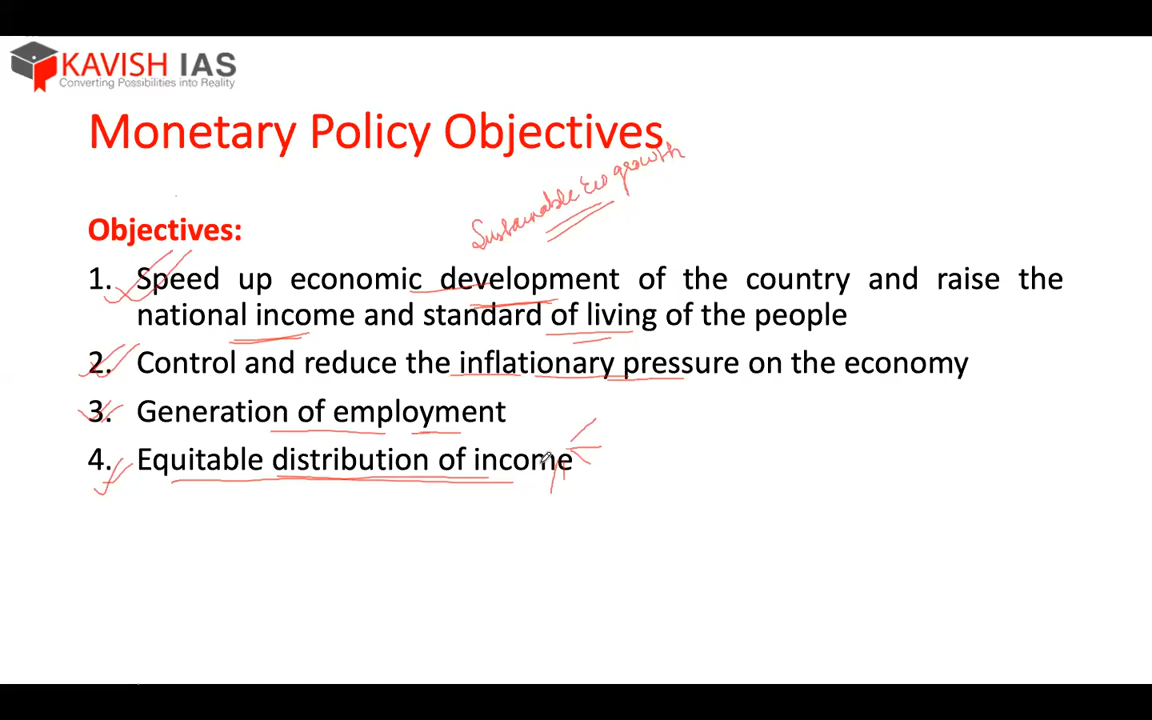 KAVISH IAS
Converting Possibilities into Reality
Monetary Policy Objectives
Sustainable Eco growth
Objectives:
1. Speed up economic development of the country and raise the
national income and standard of living of the people
2. Control and reduce the inflationary pressure on the economy
3. Generation of employment
4. Equitable distribution of income